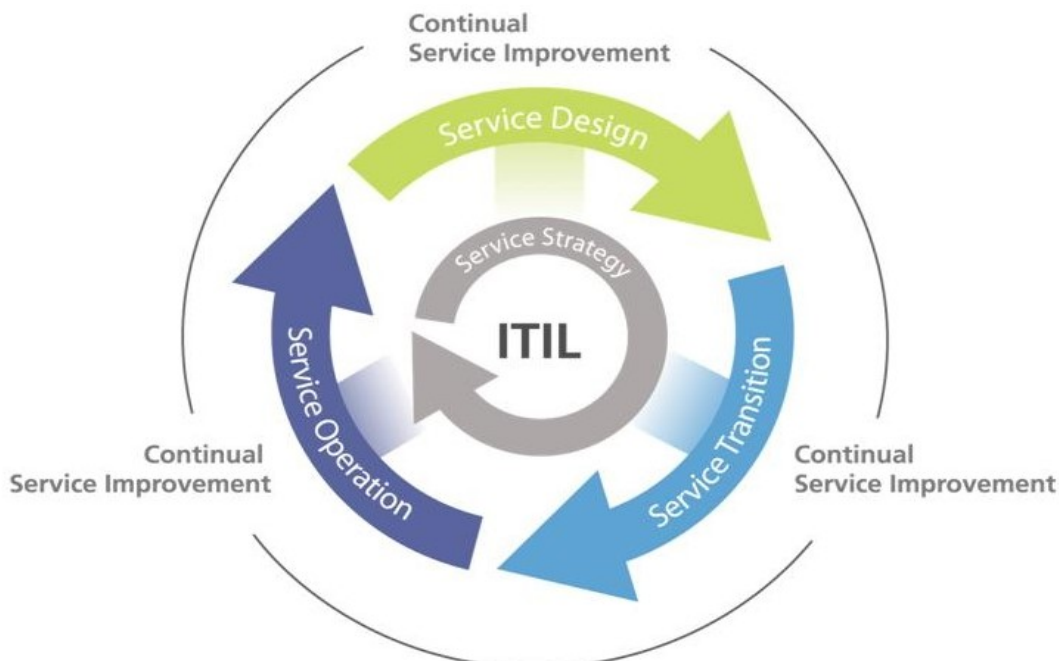 Continual
Service Improvement
Service Design
Service Strategy
ITIL
Service Operation
Service Transition
Continual
Service Improvement
Continual
Service Improvement